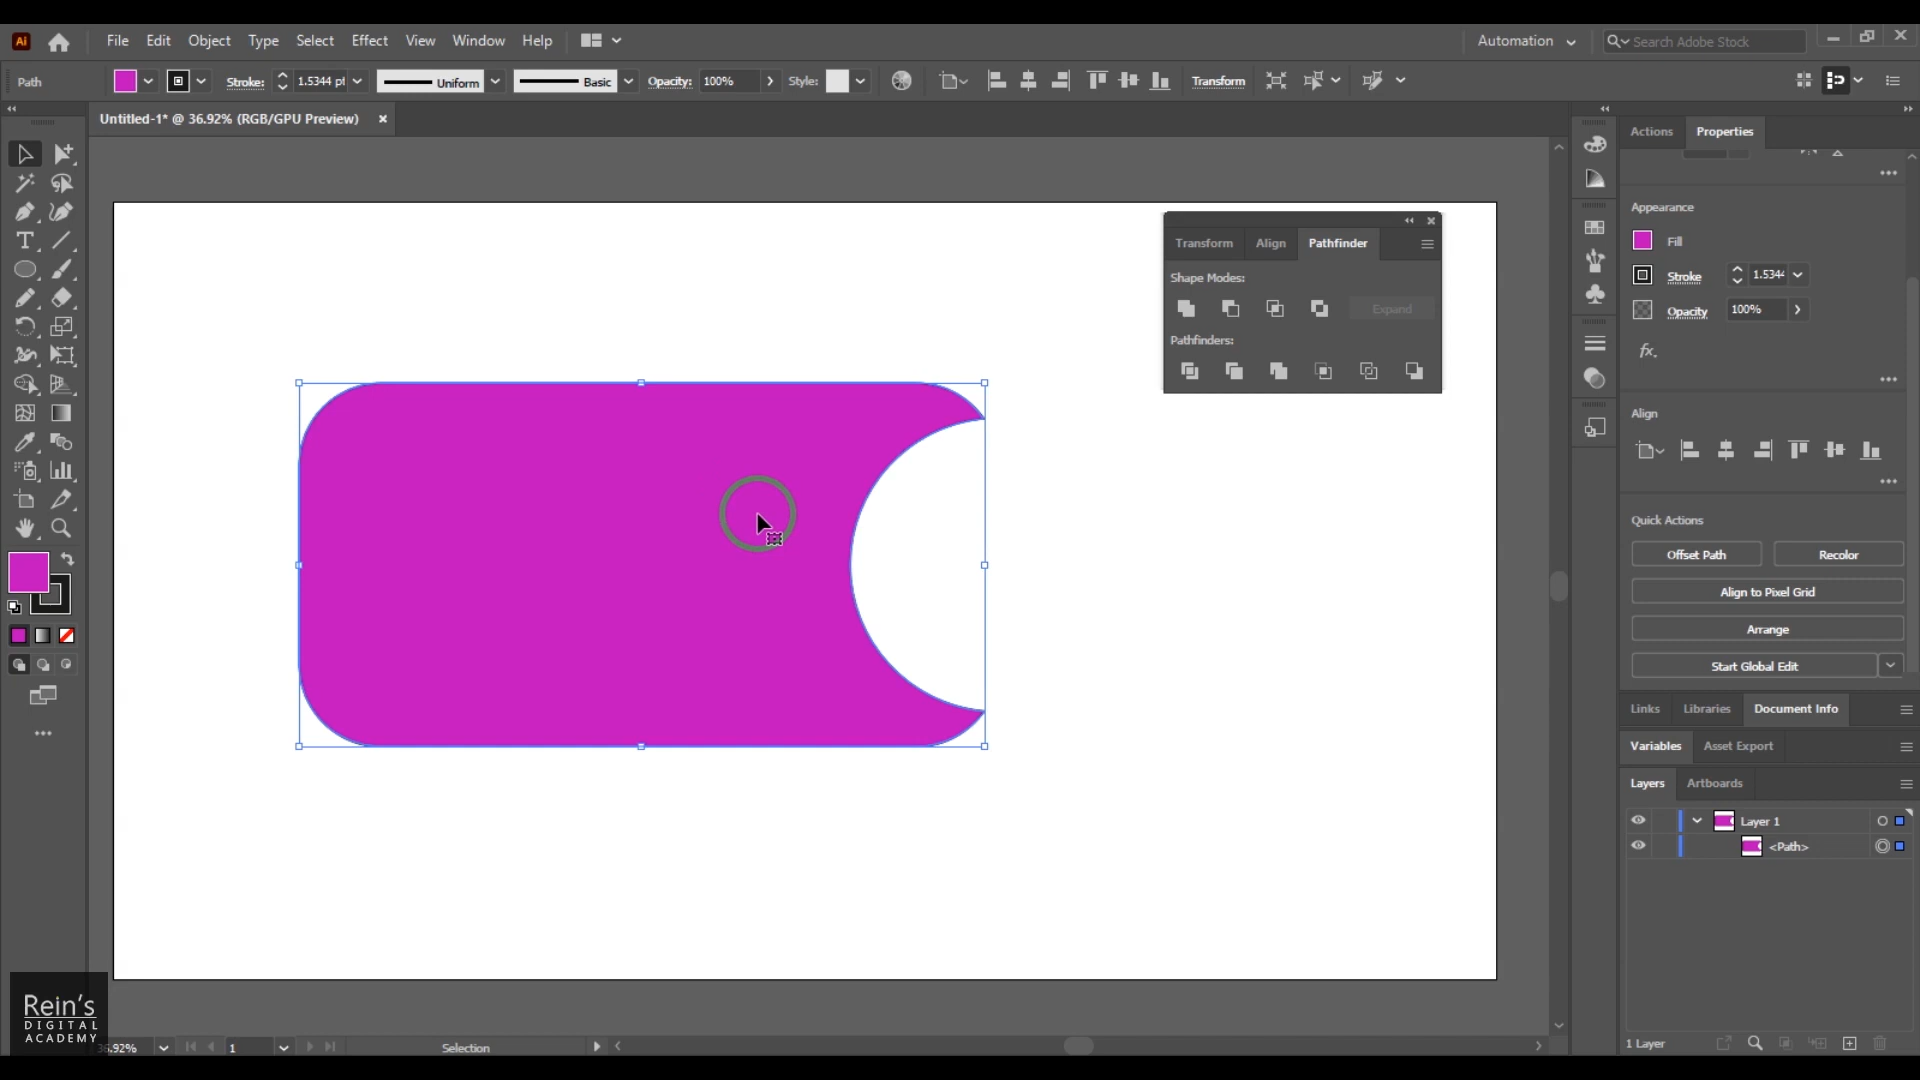 Ai File Edit Object Type Select Effect View Window Help Automation Search Adobe Stock
Path Stroke: 1.5344 pt Uniform Basic Opacity: 100% Style: Transform
Untitled-1* @ 36.92% (RGB/GPU Preview)
Actions Properties
Appearance
Fill
Stroke 1.5344
Opacity 100%
fx.
Align
Quick Actions
Offset Path Recolor
Align to Pixel Grid
Arrange
Start Global Edit
Links Libraries Document Info
Variables Asset Export
Layers Artboards
Layer 1
<Path>
1 Layer
Transform Align Pathfinder
Shape Modes:
Expand
Pathfinders:
Rein's
DIGITAL
ACADEMY
36.92% 1 Selection